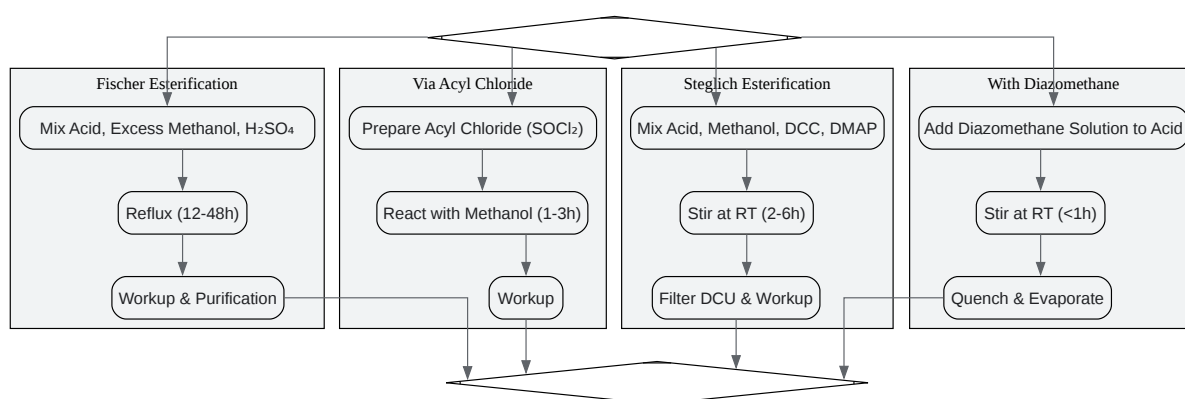 Fischer Esterification
Mix Acid, Excess Methanol, H₂SO₄
Reflux (12-48h)
Workup & Purification
Via Acyl Chloride
Prepare Acyl Chloride (SOCl₂)
React with Methanol (1-3h)
Workup
Steglich Esterification
Mix Acid, Methanol, DCC, DMAP
Stir at RT (2-6h)
Filter DCU & Workup
With Diazomethane
Add Diazomethane Solution to Acid
Stir at RT (<1h)
Quench & Evaporate